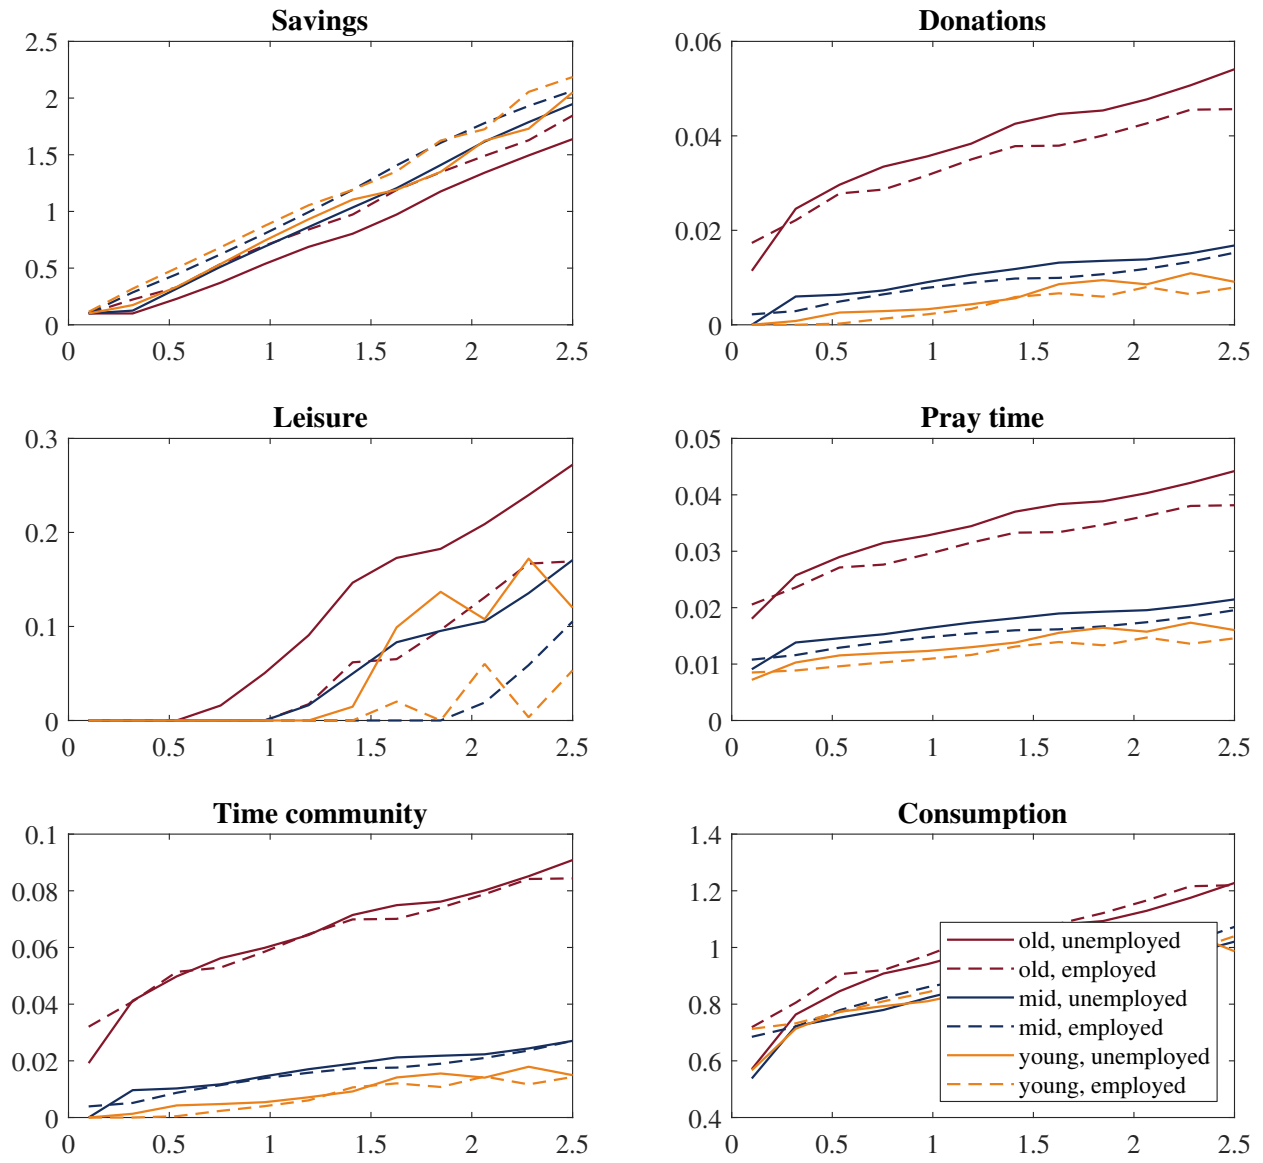 Savings
2.5
2
1.5
1
0.5
0
0 0.5 1 1.5 2 2.5
Donations
0.06
0.04
0.02
0
0 0.5 1 1.5 2 2.5
Leisure
0.3
0.2
0.1
0
0 0.5 1 1.5 2 2.5
Pray time
0.05
0.04
0.03
0.02
0.01
0
0 0.5 1 1.5 2 2.5
Time community
0.1
0.08
0.06
0.04
0.02
0
0 0.5 1 1.5 2 2.5
Consumption
1.4
1.2
1
0.8
0.6
0.4
0 0.5 1 1.5 2 2.5
old, unemployed
old, employed
mid, unemployed
mid, employed
young, unemployed
young, employed